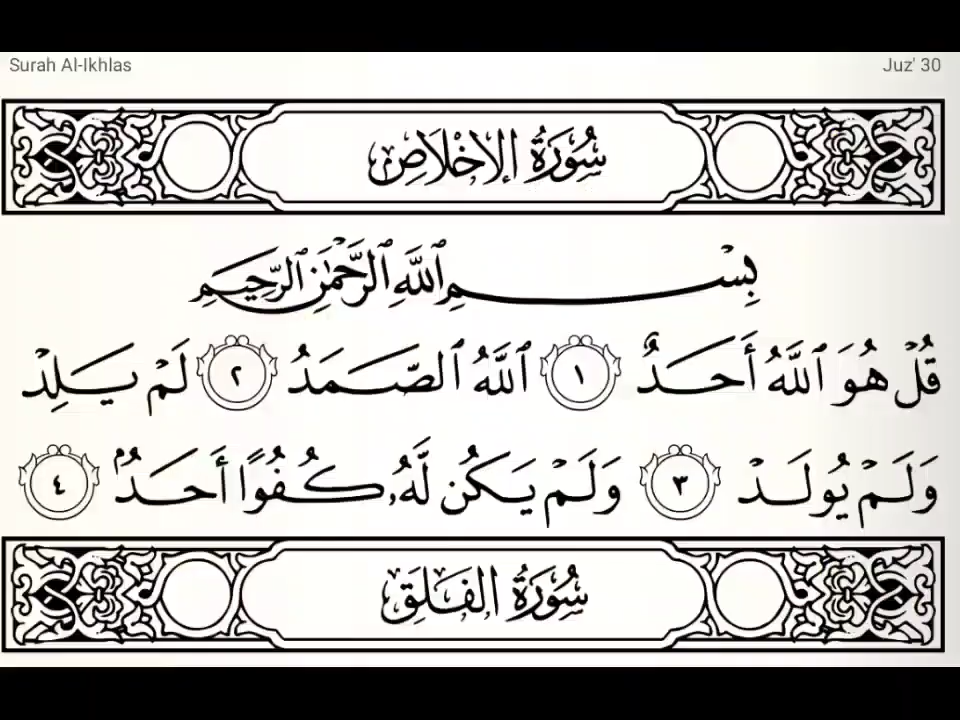 Surah Al-Ikhlas Juz' 30
سُورَةُ الإِخْلَاصِ
بِسْمِ ٱللَّهِ ٱلرَّحْمَٰنِ ٱلرَّحِيمِ
قُلْ هُوَ ٱللَّهُ أَحَدٌ ١ ٱللَّهُ ٱلصَّمَدُ ٢ لَمْ يَلِدْ
وَلَمْ يُولَدْ ٣ وَلَمْ يَكُن لَّهُۥ كُفُوًا أَحَدٌۢ ٤
سُورَةُ الفَلَقِ